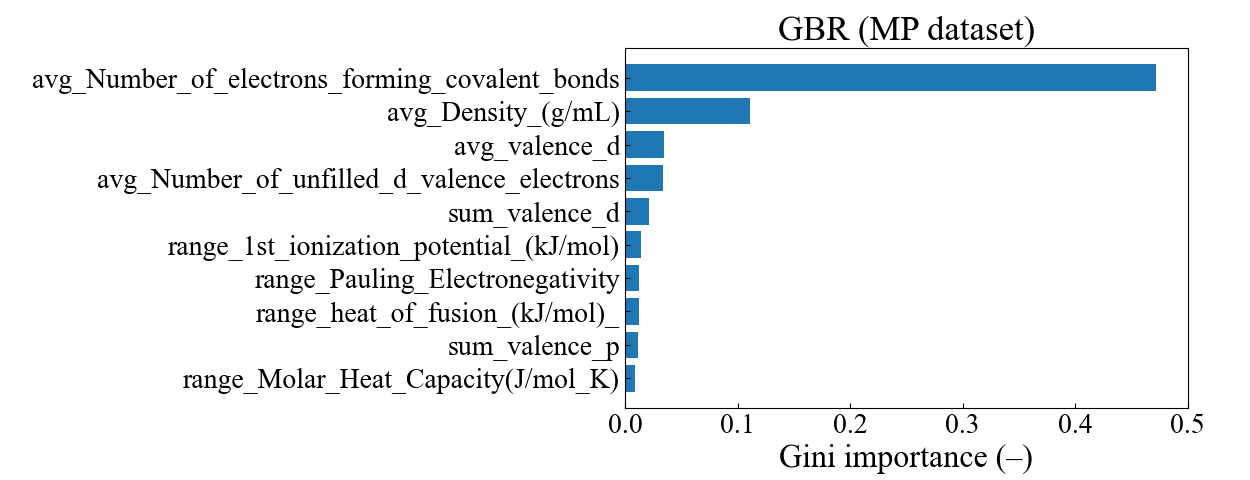 GBR (MP dataset)
avg_Number_of_electrons_forming_covalent_bonds
avg_Density_(g/mL)
avg_valence_d
avg_Number_of_unfilled_d_valence_electrons
sum_valence_d
range_1st_ionization_potential_(kJ/mol)
range_Pauling_Electronegativity
range_heat_of_fusion_(kJ/mol)_
sum_valence_p
range_Molar_Heat_Capacity(J/mol_K)
0.0 0.1 0.2 0.3 0.4 0.5
Gini importance (–)